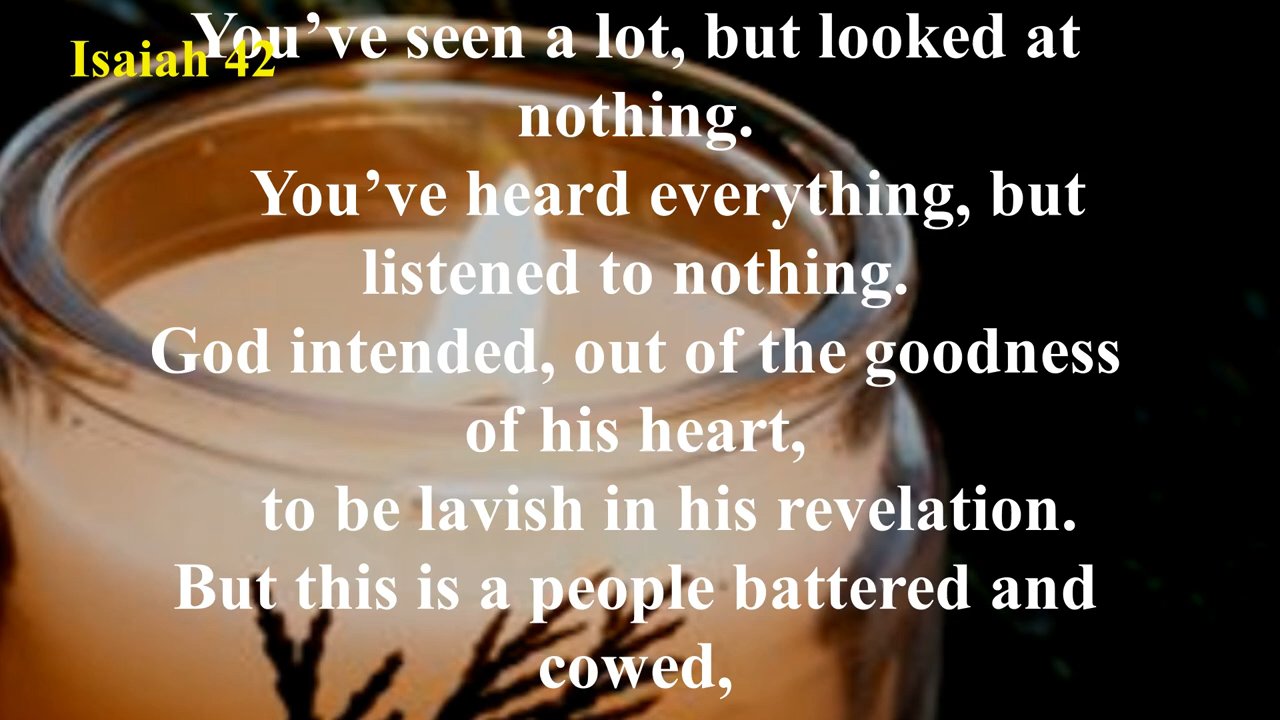 Isaiah 42
You’ve seen a lot, but looked at
nothing.
You’ve heard everything, but
listened to nothing.
God intended, out of the goodness
of his heart,
to be lavish in his revelation.
But this is a people battered and
cowed,